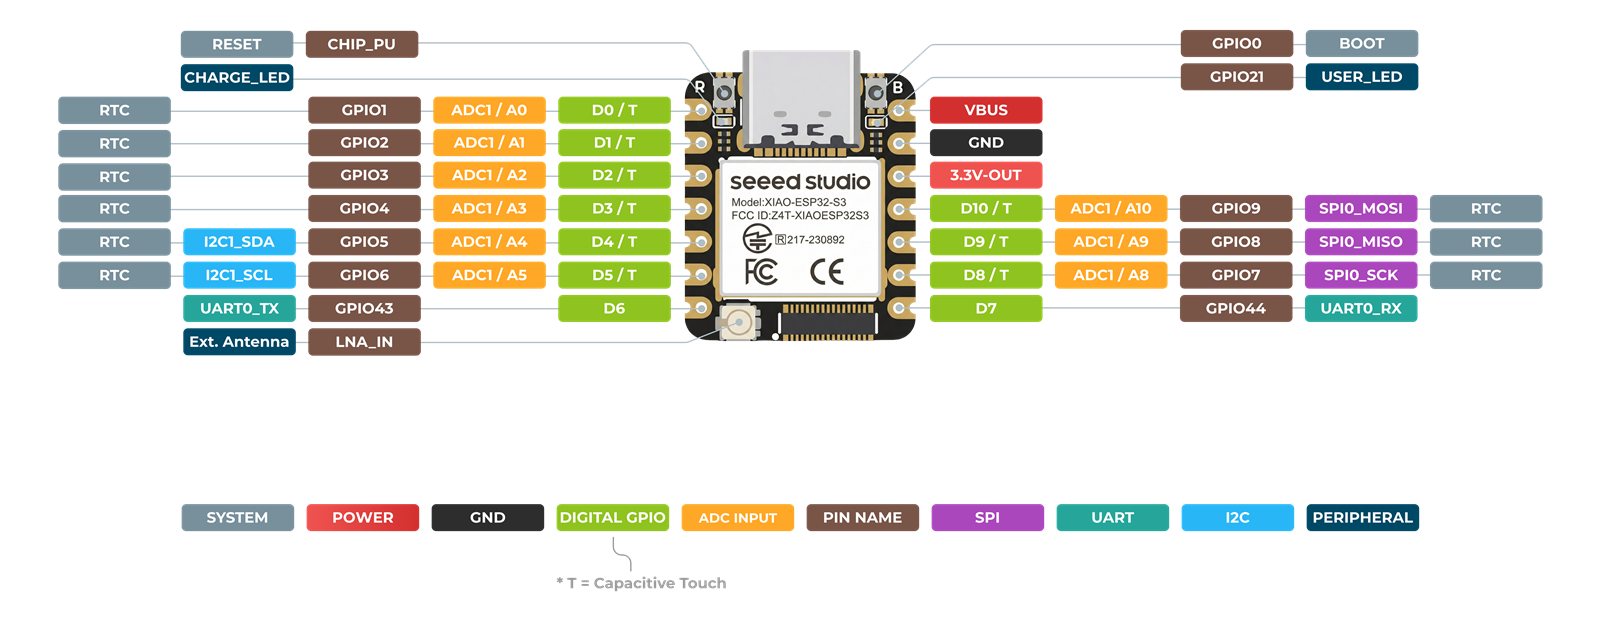 RESET CHIP_PU GPIO0 BOOT
CHARGE_LED R B GPIO21 USER_LED
RTC GPIO1 ADC1 / A0 D0 / T VBUS
RTC GPIO2 ADC1 / A1 D1 / T GND
RTC GPIO3 ADC1 / A2 D2 / T 3.3V-OUT
RTC GPIO4 ADC1 / A3 D3 / T D10 / T ADC1 / A10 GPIO9 SPI0_MOSI RTC
RTC I2C1_SDA GPIO5 ADC1 / A4 D4 / T D9 / T ADC1 / A9 GPIO8 SPI0_MISO RTC
RTC I2C1_SCL GPIO6 ADC1 / A5 D5 / T D8 / T ADC1 / A8 GPIO7 SPI0_SCK RTC
UART0_TX GPIO43 D6 D7 GPIO44 UART0_RX
Ext. Antenna LNA_IN
seeed studio
Model:XIAO-ESP32-S3
FCC ID:Z4T-XIAOESP32S3
R 217-230892
FC CE
SYSTEM POWER GND DIGITAL GPIO ADC INPUT PIN NAME SPI UART I2C PERIPHERAL
* T = Capacitive Touch